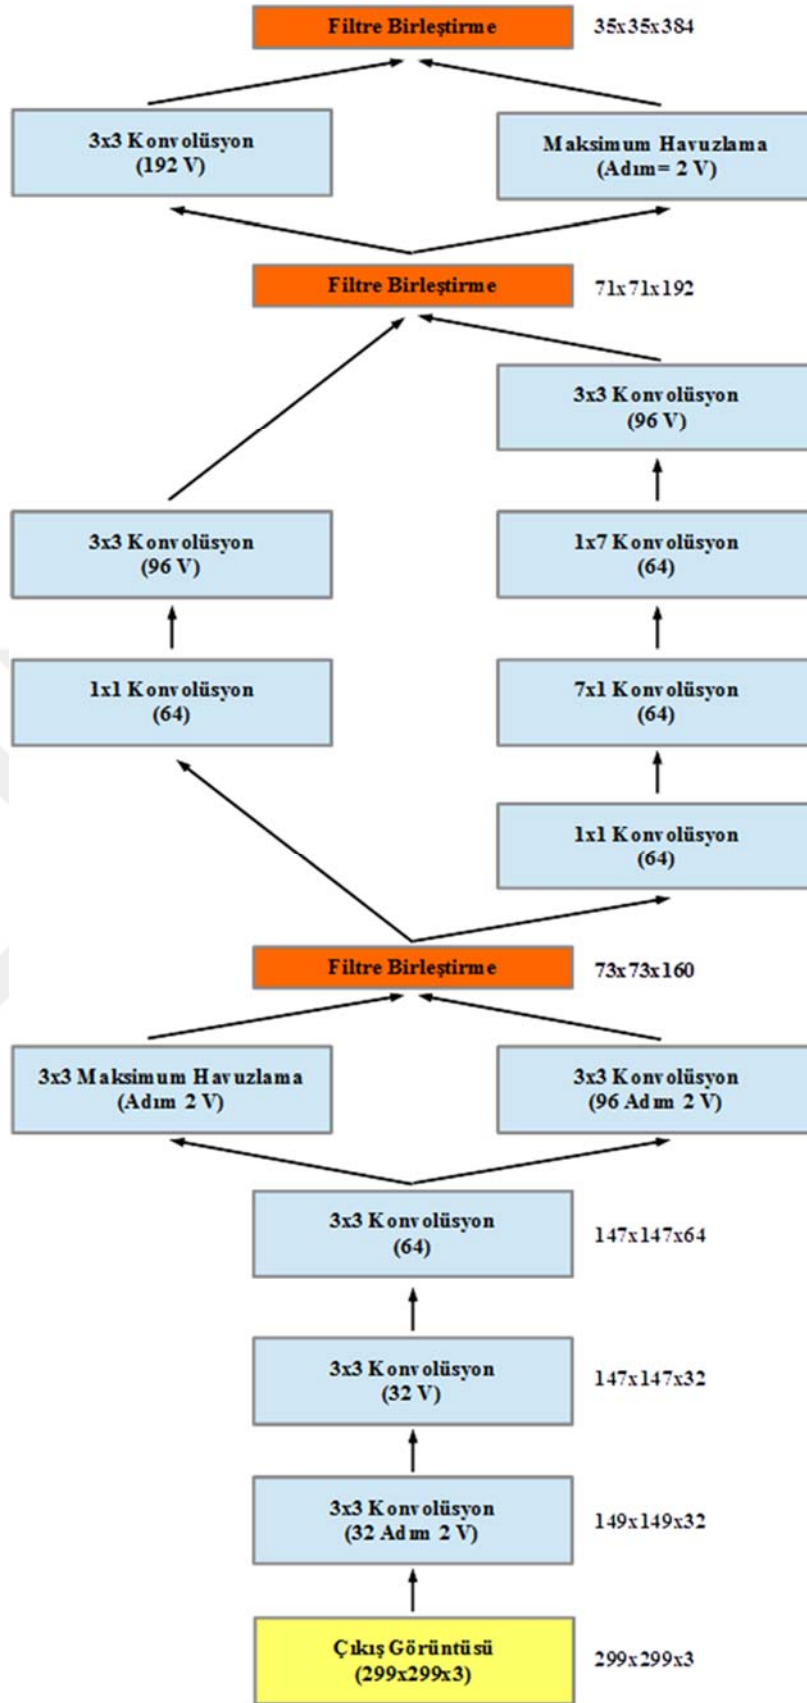 Filtre Birleştirme 35x35x384
3x3 Konvolüsyon
(192 V)
Maksimum Havuzlama
(Adım= 2 V)
Filtre Birleştirme 71x71x192
3x3 Konvolüsyon
(96 V)
3x3 Konvolüsyon
(96 V)
1x7 Konvolüsyon
(64)
1x1 Konvolüsyon
(64)
7x1 Konvolüsyon
(64)
1x1 Konvolüsyon
(64)
Filtre Birleştirme 73x73x160
3x3 Maksimum Havuzlama
(Adım 2 V)
3x3 Konvolüsyon
(96 Adım 2 V)
3x3 Konvolüsyon
(64)
147x147x64
3x3 Konvolüsyon
(32 V)
147x147x32
3x3 Konvolüsyon
(32 Adım 2 V)
149x149x32
Çıkış Görüntüsü
(299x299x3)
299x299x3